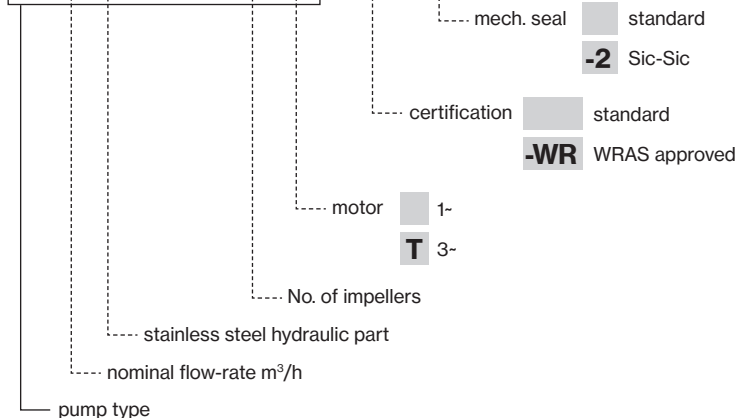 mech. seal standard
-2 Sic-Sic
certification standard
-WR WRAS approved
motor 1~
T 3~
No. of impellers
stainless steel hydraulic part
nominal flow-rate m³/h
pump type